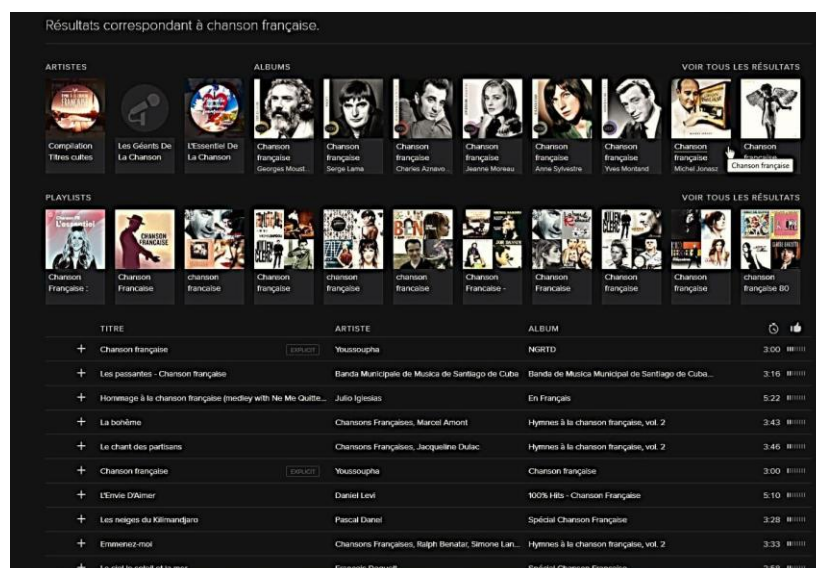 Résultats correspondant à chanson française.
ARTISTES
ALBUMS
VOIR TOUS LES RÉSULTATS
Compilation Titres cultes
Les Géants De La Chanson
L'Essentiel De La Chanson
Chanson française
Georges Moust...
Chanson française
Serge Lama
Chanson française
Charles Aznavo...
Chanson française
Jeanne Moreau
Chanson française
Anne Sylvestre
Chanson française
Yves Montand
Chanson française
Michel Jonasz
Chanson française
Chanson française
PLAYLISTS
VOIR TOUS LES RÉSULTATS
L'essentiel
CHANSON FRANÇAISE
JULIEN CLERC
Chanson Française :
Chanson Francaise
chanson francaise
Chanson française
chanson française
chanson française
Chanson Francaise -
Chanson Francaise
Chanson française
chanson française 80
TITRE ARTISTE ALBUM
+ Chanson française EXPLICIT Youssoupha NGRTD 3:00
+ Les passantes - Chanson française Banda Municipale de Musica de Santiago de Cuba Banda de Musica Municipal de Santiago de Cuba... 3:16
+ Hommage à la chanson française (medley with Ne Me Quitte... Julio Iglesias En Français 5:22
+ La bohème Chansons Françaises, Marcel Amont Hymnes à la chanson française, vol. 2 3:43
+ Le chant des partisans Chansons Françaises, Jacqueline Dulac Hymnes à la chanson française, vol. 2 3:46
+ Chanson française EXPLICIT Youssoupha Chanson française 3:00
+ L'Envie D'Aimer Daniel Levi 100% Hits - Chanson Française 5:10
+ Les neiges du Kilimandjaro Pascal Danel Spécial Chanson Française 3:28
+ Emmenez-moi Chansons Françaises, Ralph Benatar, Simone Lan... Hymnes à la chanson française, vol. 2 3:33